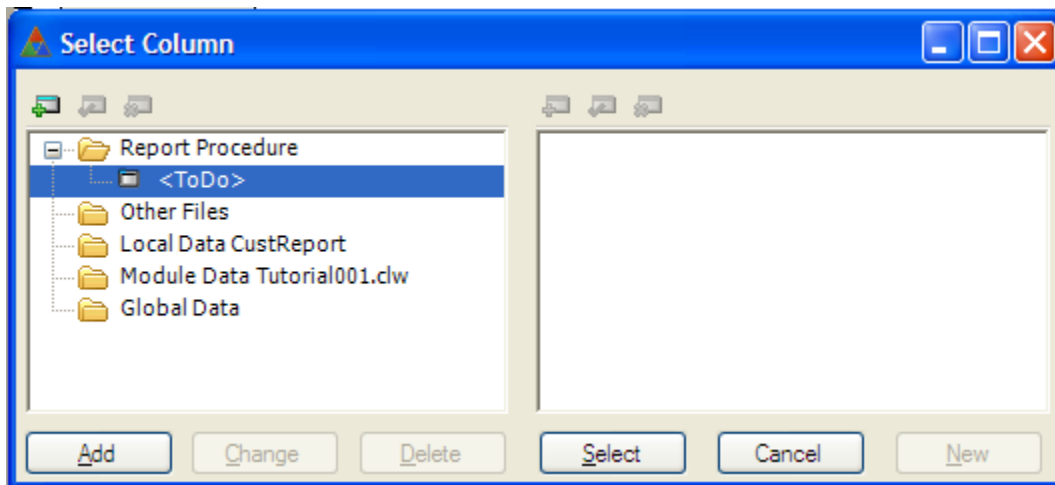 Select Column
Report Procedure
<ToDo>
Other Files
Local Data CustReport
Module Data Tutorial001.clw
Global Data
Add Change Delete Select Cancel New